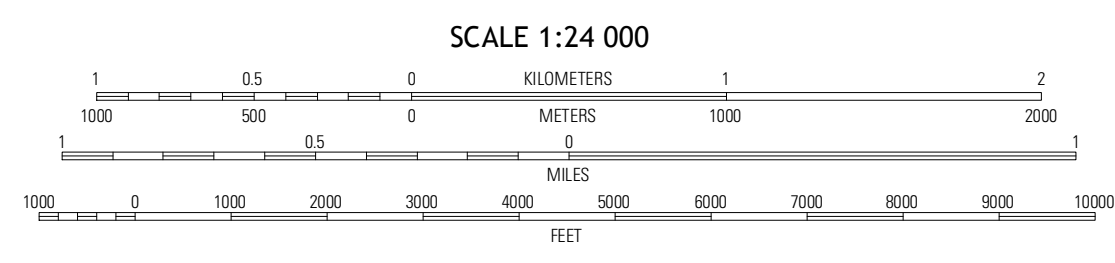 SCALE 1:24 000
1 0.5 0 KILOMETERS 1 2
1000 500 0 METERS 1000 2000
1 0.5 0 1
MILES
1000 0 1000 2000 3000 4000 5000 6000 7000 8000 9000 10000
FEET